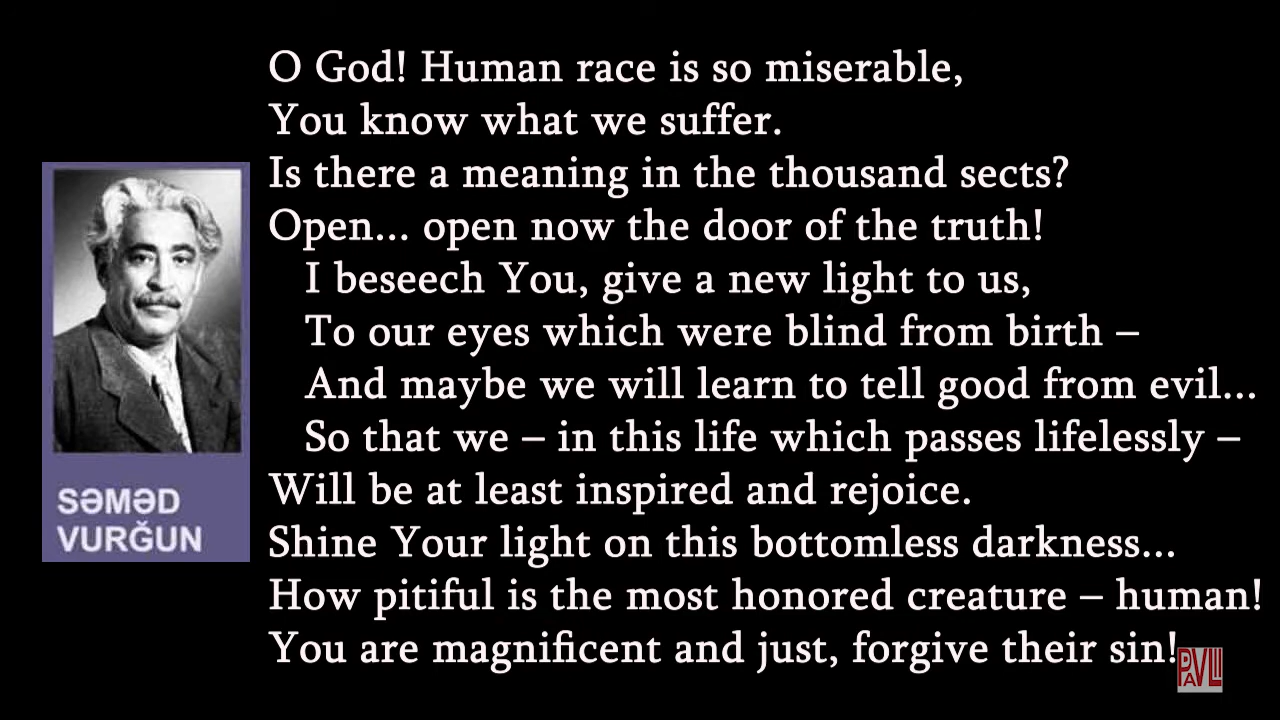 O God! Human race is so miserable,
You know what we suffer.
Is there a meaning in the thousand sects?
Open... open now the door of the truth!
I beseech You, give a new light to us,
To our eyes which were blind from birth –
And maybe we will learn to tell good from evil...
So that we – in this life which passes lifelessly –
Will be at least inspired and rejoice.
Shine Your light on this bottomless darkness...
How pitiful is the most honored creature – human!
You are magnificent and just, forgive their sin!
SƏMƏD
VURĞUN